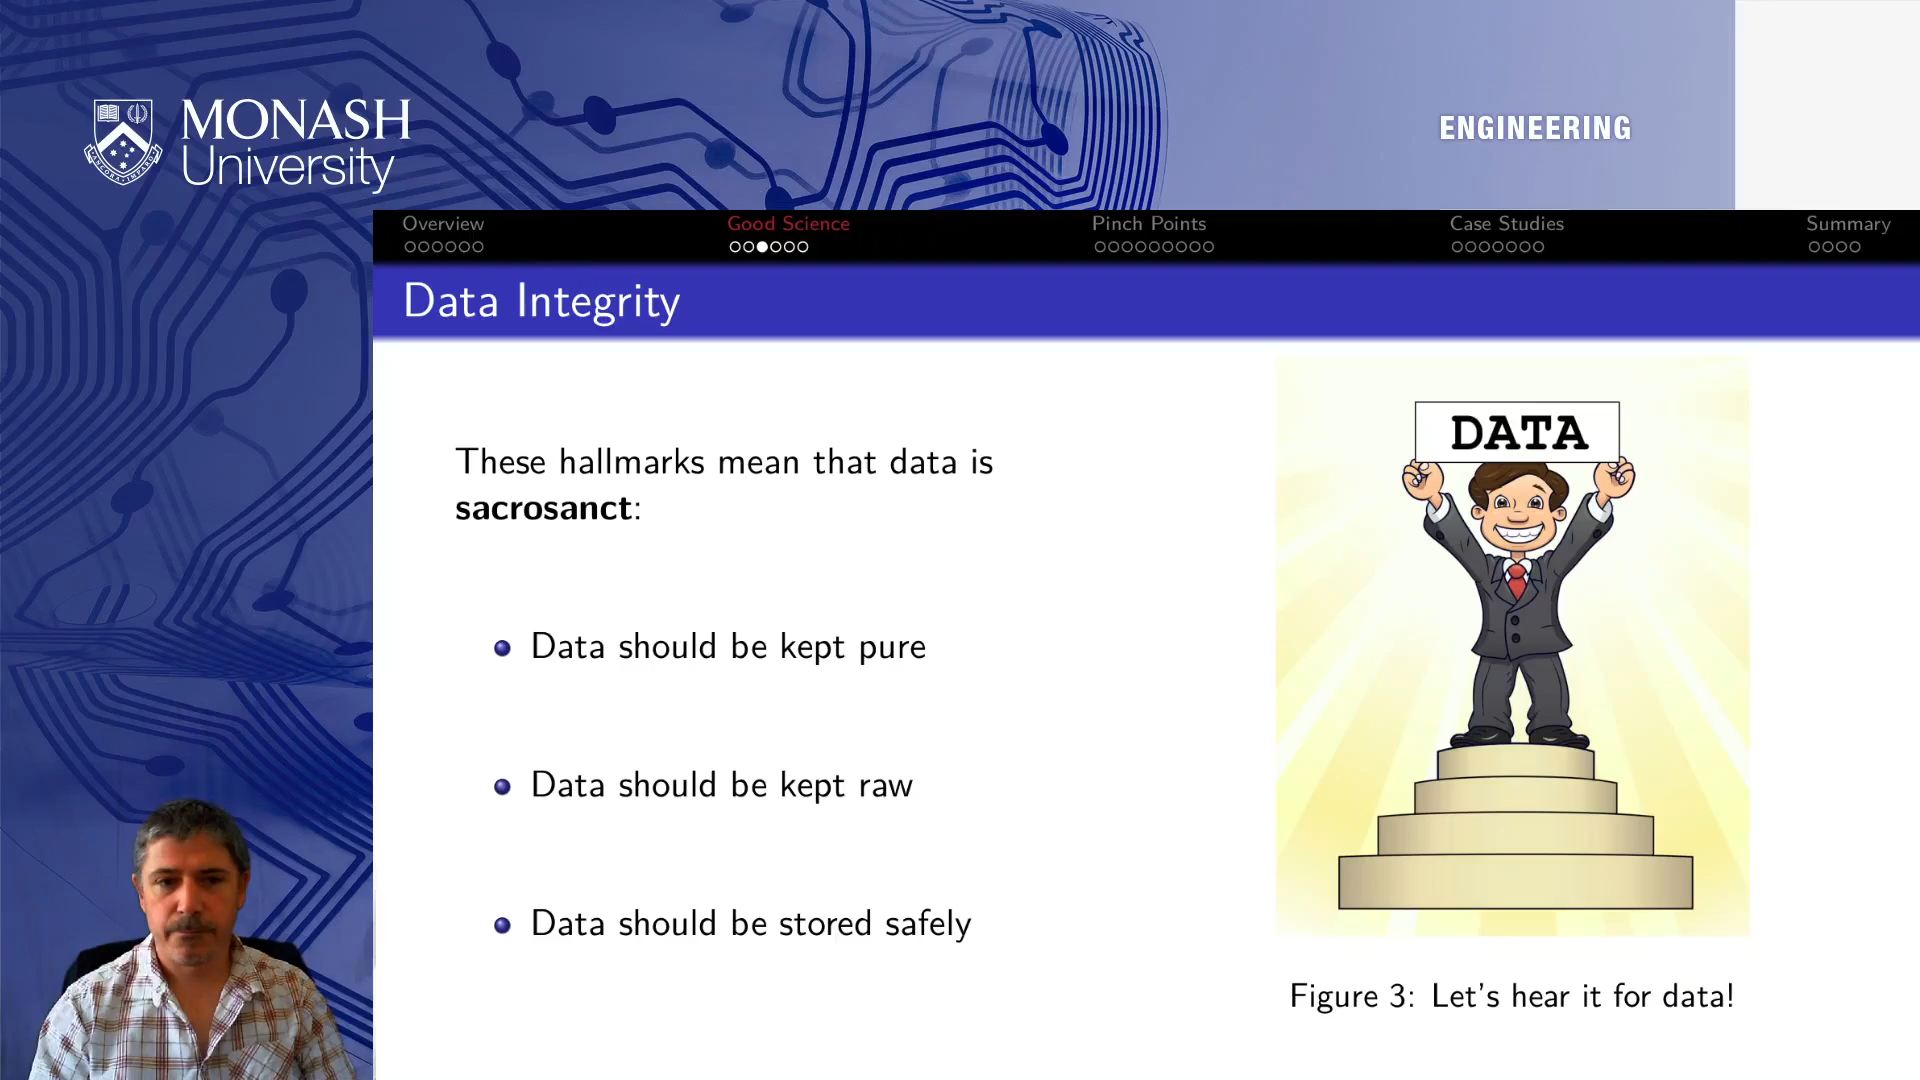 MONASH
University
ENGINEERING
Overview
Good Science
Pinch Points
Case Studies
Summary
Data Integrity
These hallmarks mean that data is
sacrosanct:
Data should be kept pure
Data should be kept raw
Data should be stored safely
DATA
Figure 3: Let's hear it for data!